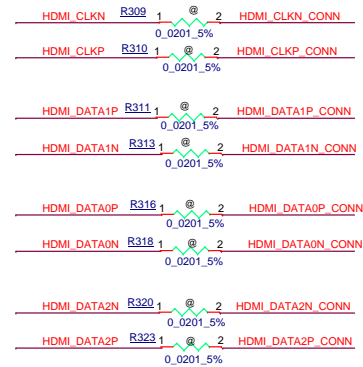 HDMI_CLKN R309 1 @ 2 HDMI_CLKN_CONN
0_0201_5%
HDMI_CLKP R310 1 @ 2 HDMI_CLKP_CONN
0_0201_5%
HDMI_DATA1P R311 1 @ 2 HDMI_DATA1P_CONN
0_0201_5%
HDMI_DATA1N R313 1 @ 2 HDMI_DATA1N_CONN
0_0201_5%
HDMI_DATA0P R316 1 @ 2 HDMI_DATA0P_CONN
0_0201_5%
HDMI_DATA0N R318 1 @ 2 HDMI_DATA0N_CONN
0_0201_5%
HDMI_DATA2N R320 1 @ 2 HDMI_DATA2N_CONN
0_0201_5%
HDMI_DATA2P R323 1 @ 2 HDMI_DATA2P_CONN
0_0201_5%